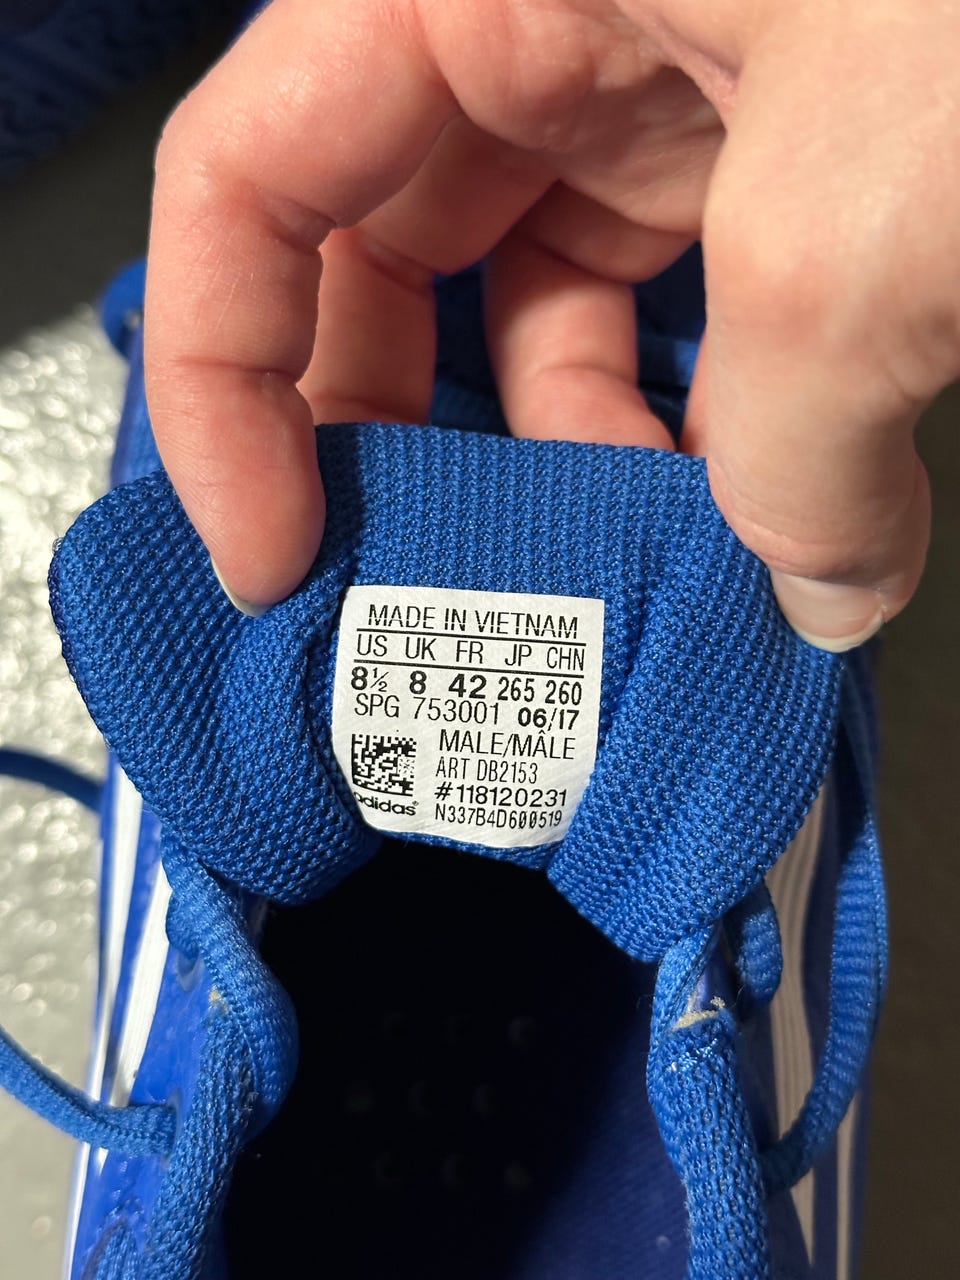 MADE IN VIETNAM
US UK FR JP CHN
8½ 8 42 265 260
SPG 753001 06/17
MALE/MÂLE
ART DB2153
#118120231
adidas® N337B4D600519